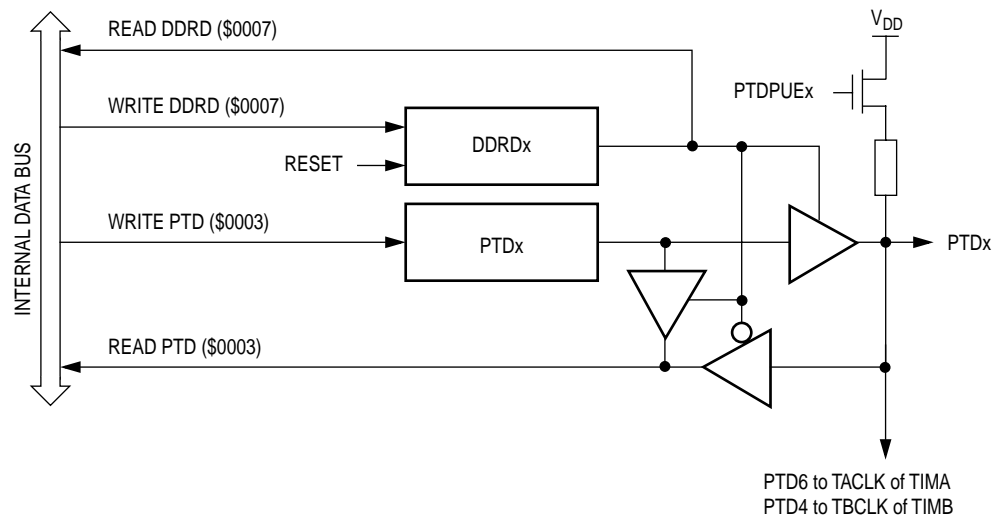 READ DDRD ($0007)
V_DD
PTDPUEx
WRITE DDRD ($0007)
DDRDx
RESET
INTERNAL DATA BUS
WRITE PTD ($0003)
PTDx
PTDx
READ PTD ($0003)
PTD6 to TACLK of TIMA
PTD4 to TBCLK of TIMB